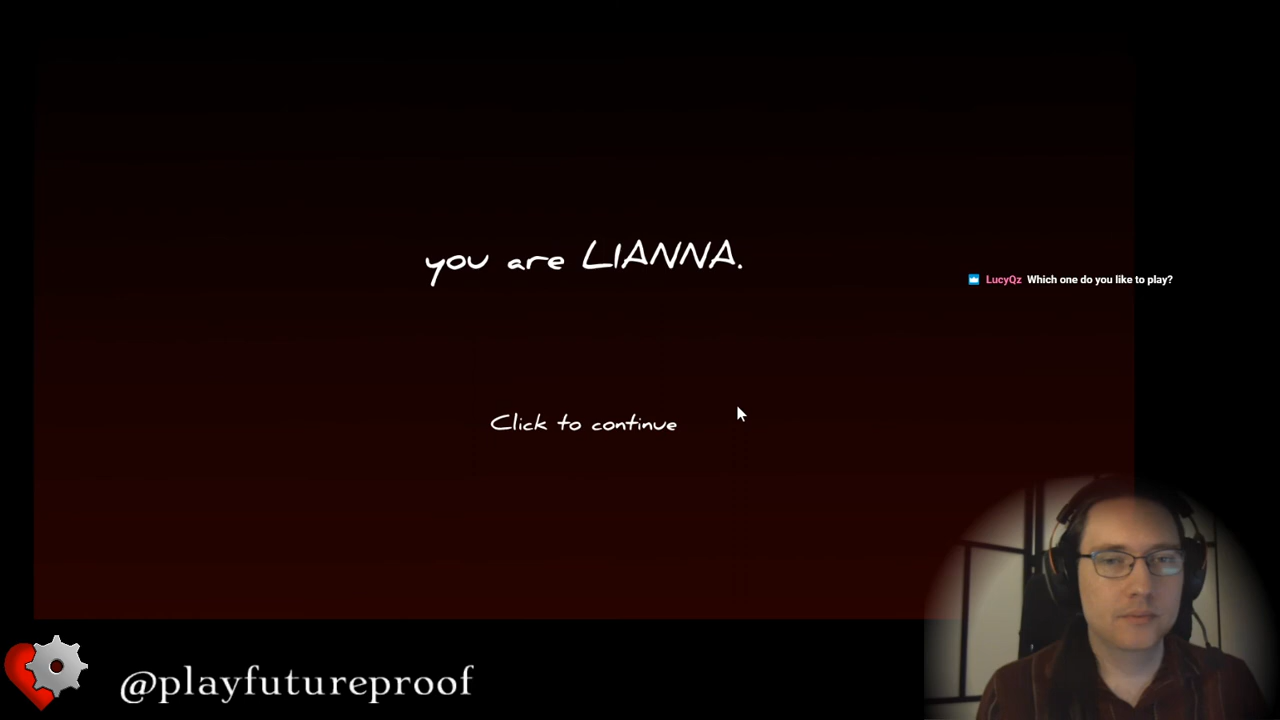 you are LIANNA.
LucyQz Which one do you like to play?
Click to continue
@playfutureproof